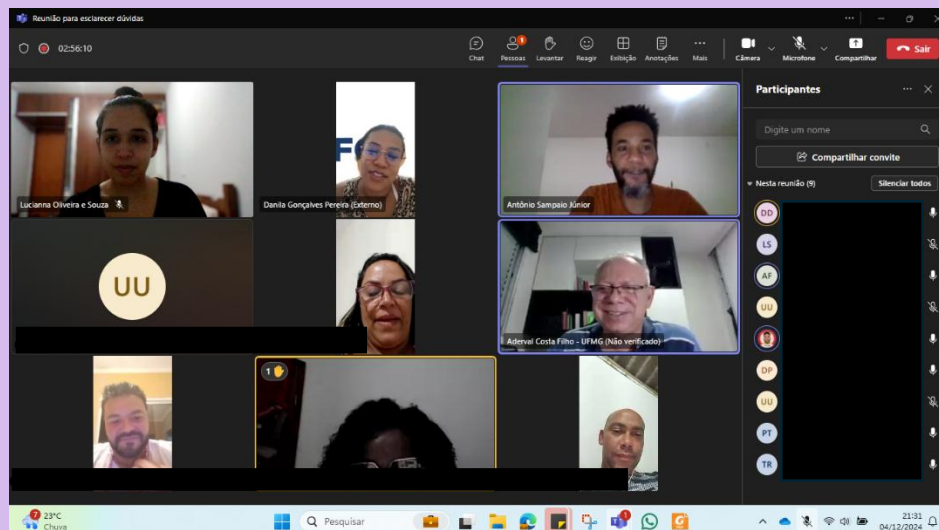 Reunião para esclarecer dúvidas
02:56:10
1
Chat
Pessoas
Levantar
Reagir
Exibição
Anotações
Mais
Câmera
Microfone
Compartilhar
Sair
Lucianna Oliveira e Souza
Danila Gonçalves Pereira (Externo)
Antônio Sampaio Júnior
UU
Aderval Costa Filho - UFMG (Não verificado)
1
Participantes
Digite um nome
Compartilhar convite
Nesta reunião (9)
Silenciar todos
DD
LS
AF
UU
DP
UU
PT
TR
7
23°C
Chuva
Pesquisar
21:31
04/12/2024